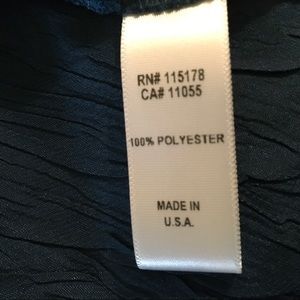 RN# 115178
CA# 11055
100% POLYESTER
MADE IN
U.S.A.